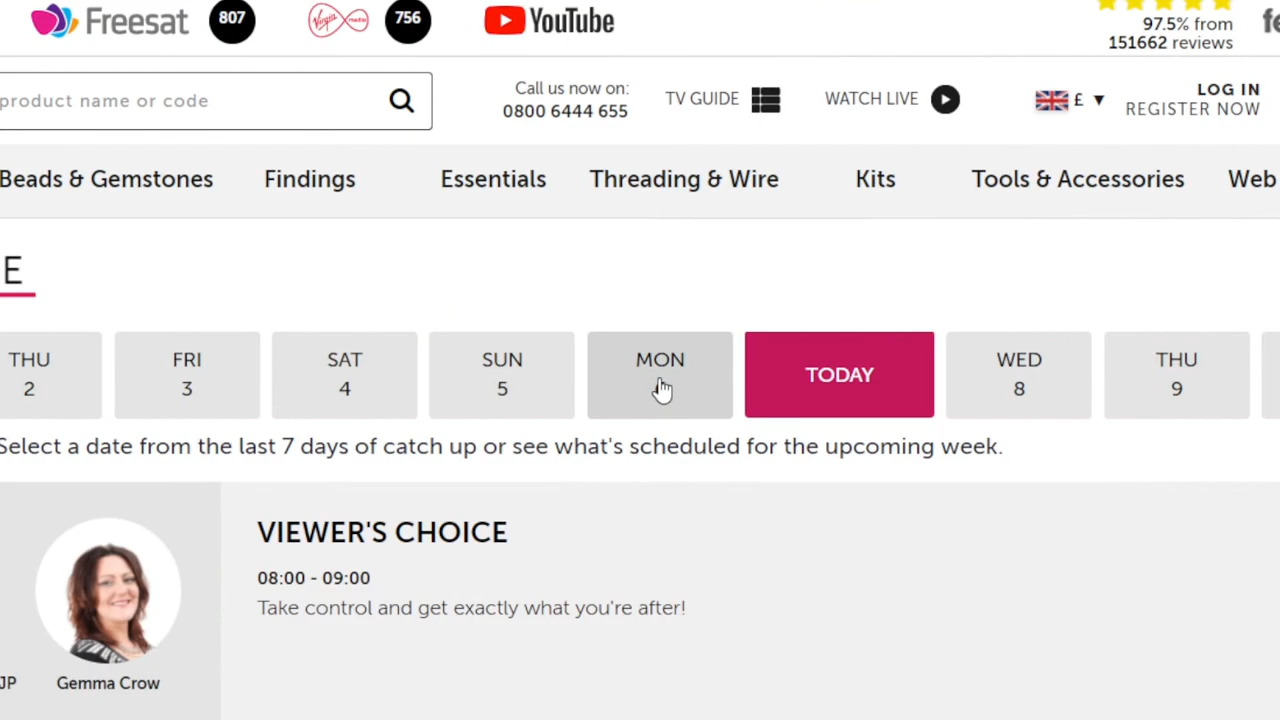 Freesat 807 Virgin media 756 YouTube
97.5% from
151662 reviews
fe
product name or code
Call us now on:
0800 6444 655
TV GUIDE
WATCH LIVE
£ ▼
LOG IN
REGISTER NOW
Beads & Gemstones Findings Essentials Threading & Wire Kits Tools & Accessories Web
E
THU
2
FRI
3
SAT
4
SUN
5
MON
TODAY
WED
8
THU
9
Select a date from the last 7 days of catch up or see what's scheduled for the upcoming week.
VIEWER'S CHOICE
08:00 - 09:00
Take control and get exactly what you're after!
JP Gemma Crow